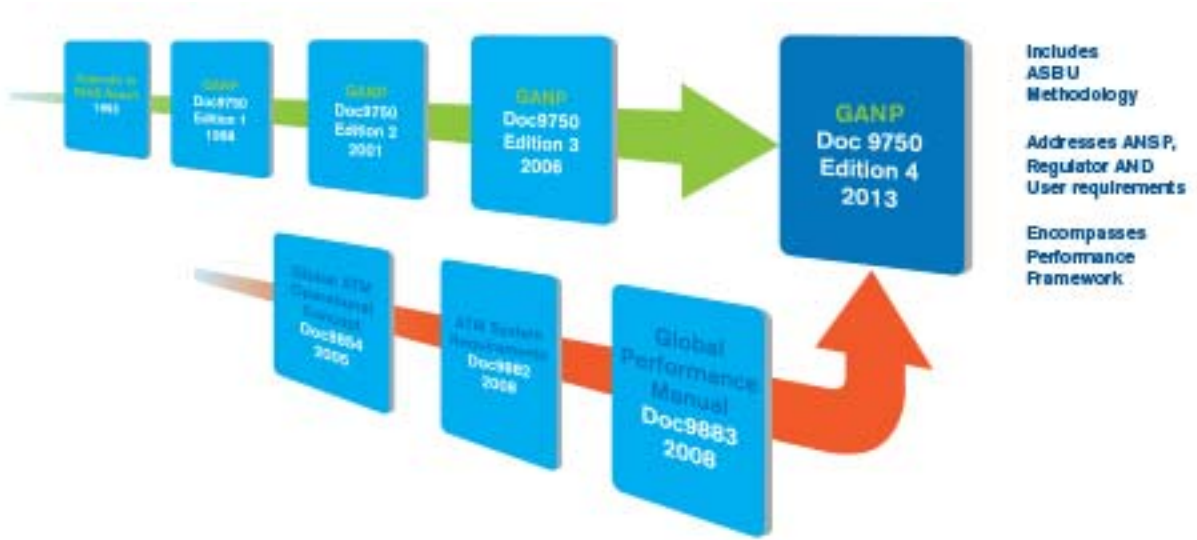 1993
GANP
Doc9750
Edition 1
1998
GANP
Doc9750
Edition 2
2001
GANP
Doc9750
Edition 3
2006
GANP
Doc 9750
Edition 4
2013
Includes
ASBU
Methodology
Addresses ANSP,
Regulator AND
User requirements
Encompasses
Performance
Framework
Global ATM
Operational
Concept
Doc9854
2005
ATM System
Requirements
Doc9882
2008
Global
Performance
Manual
Doc9883
2008